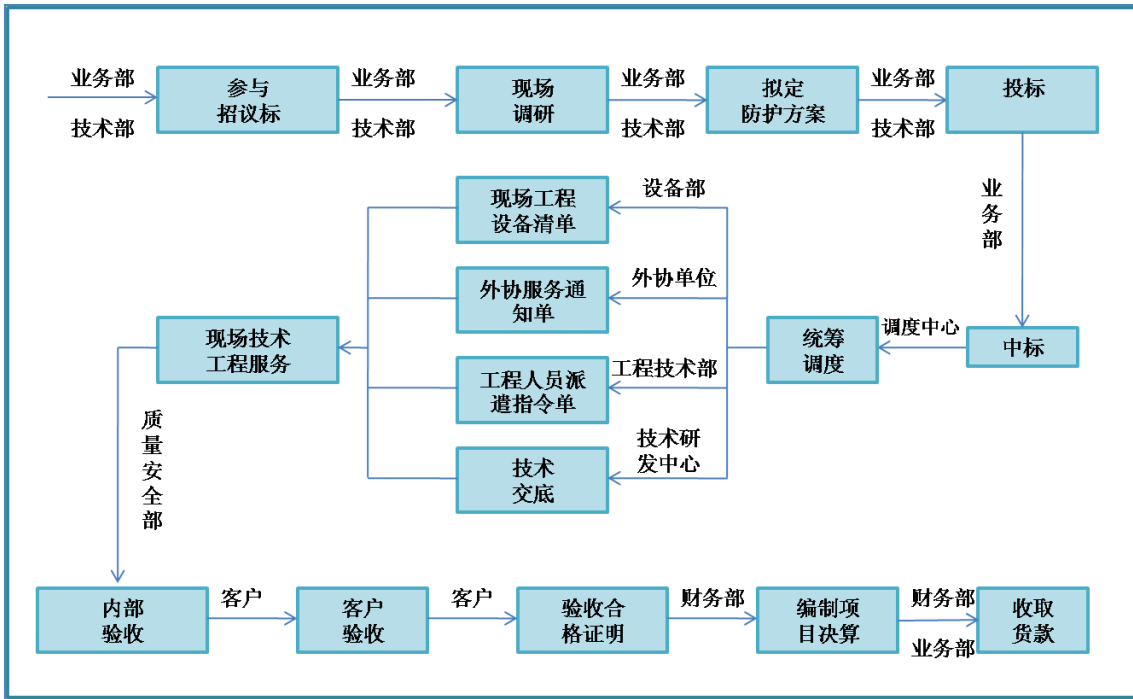 业务部
技术部
参与
招议标
业务部
技术部
现场
调研
业务部
技术部
拟定
防护方案
业务部
技术部
投标
业
务
部
中标
调度中心
统筹
调度
设备部
现场工程
设备清单
外协单位
外协服务通
知单
工程技术部
工程人员派
遣指令单
技术研
发中心
技术
交底
现场技术
工程服务
质
量
安
全
部
内部
验收
客户
客户
验收
客户
验收合
格证明
财务部
编制项
目决算
财务部
业务部
收取
货款